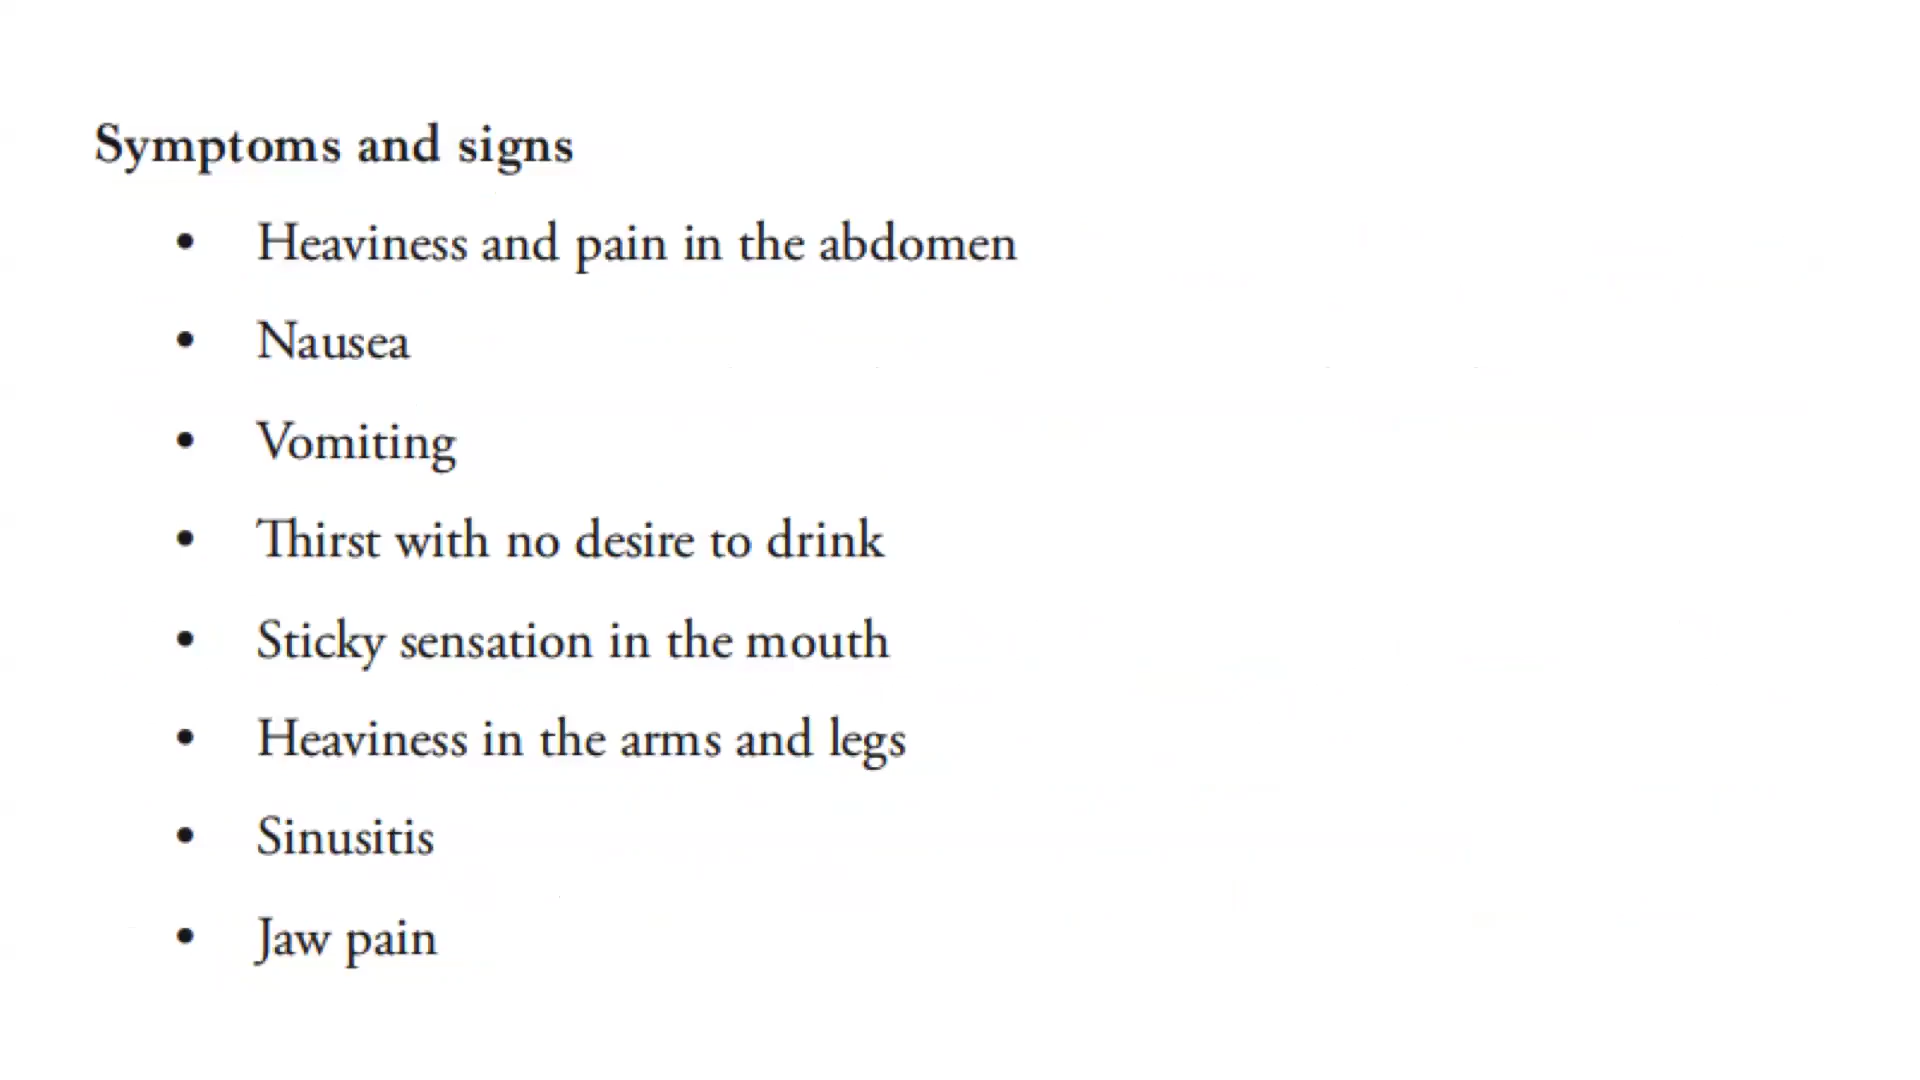 Symptoms and signs
• Heaviness and pain in the abdomen
• Nausea
• Vomiting
• Thirst with no desire to drink
• Sticky sensation in the mouth
• Heaviness in the arms and legs
• Sinusitis
• Jaw pain